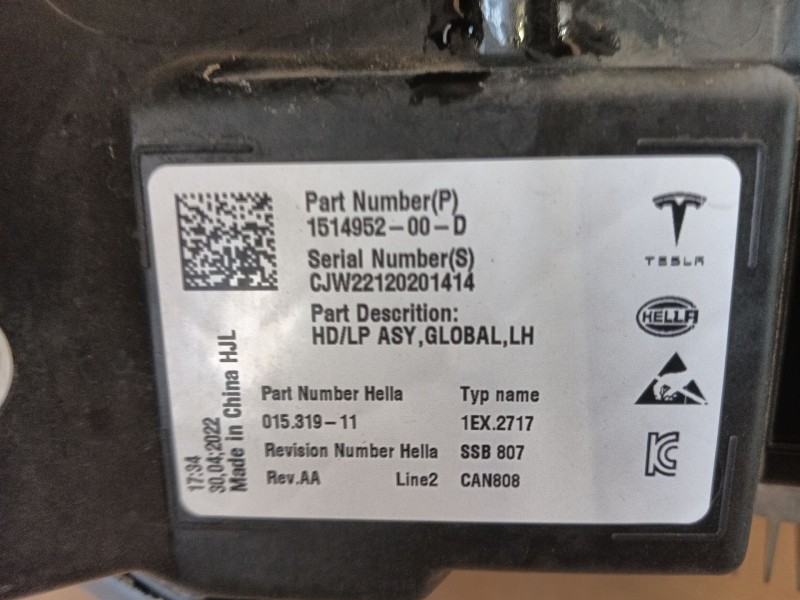 Part Number(P)
1514952-00-D
Serial Number(S)
CJW22120201414
Part Descrition:
HD/LP ASY,GLOBAL,LH
TESLA
HELLA
Part Number Hella Typ name
015.319-11 1EX.2717
Revision Number Hella SSB 807
Rev.AA Line2 CAN808
17:34
30,04;2022
Made in China HJL
KC